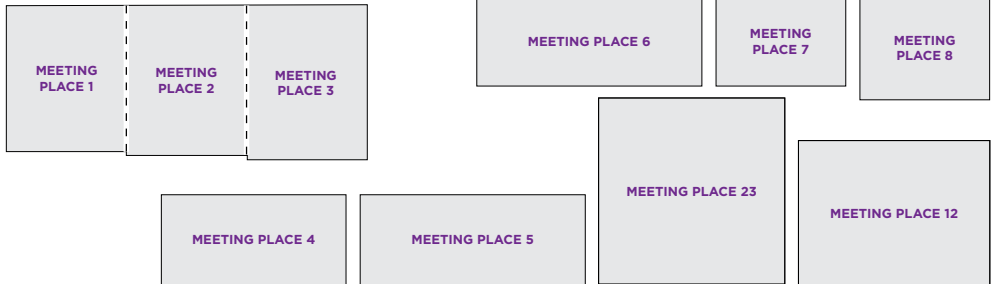 MEETING
PLACE 1
MEETING
PLACE 2
MEETING
PLACE 3
MEETING PLACE 4
MEETING PLACE 5
MEETING PLACE 6
MEETING
PLACE 7
MEETING
PLACE 8
MEETING PLACE 23
MEETING PLACE 12